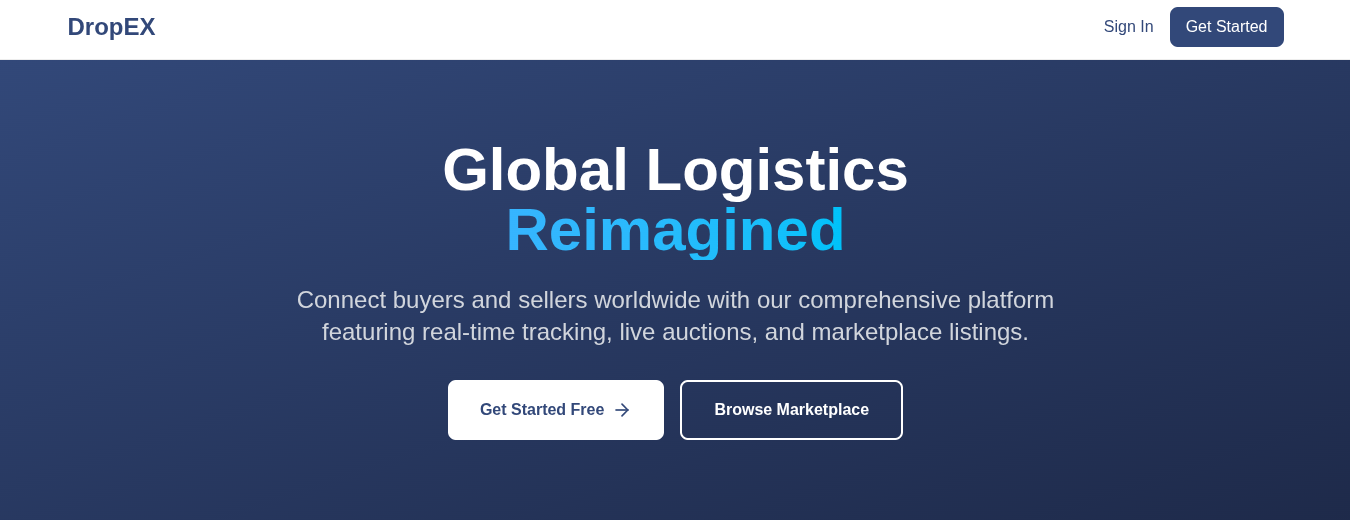 DropEX
Sign In
Get Started
Global Logistics
Reimagined
Connect buyers and sellers worldwide with our comprehensive platform
featuring real-time tracking, live auctions, and marketplace listings.
Get Started Free
Browse Marketplace